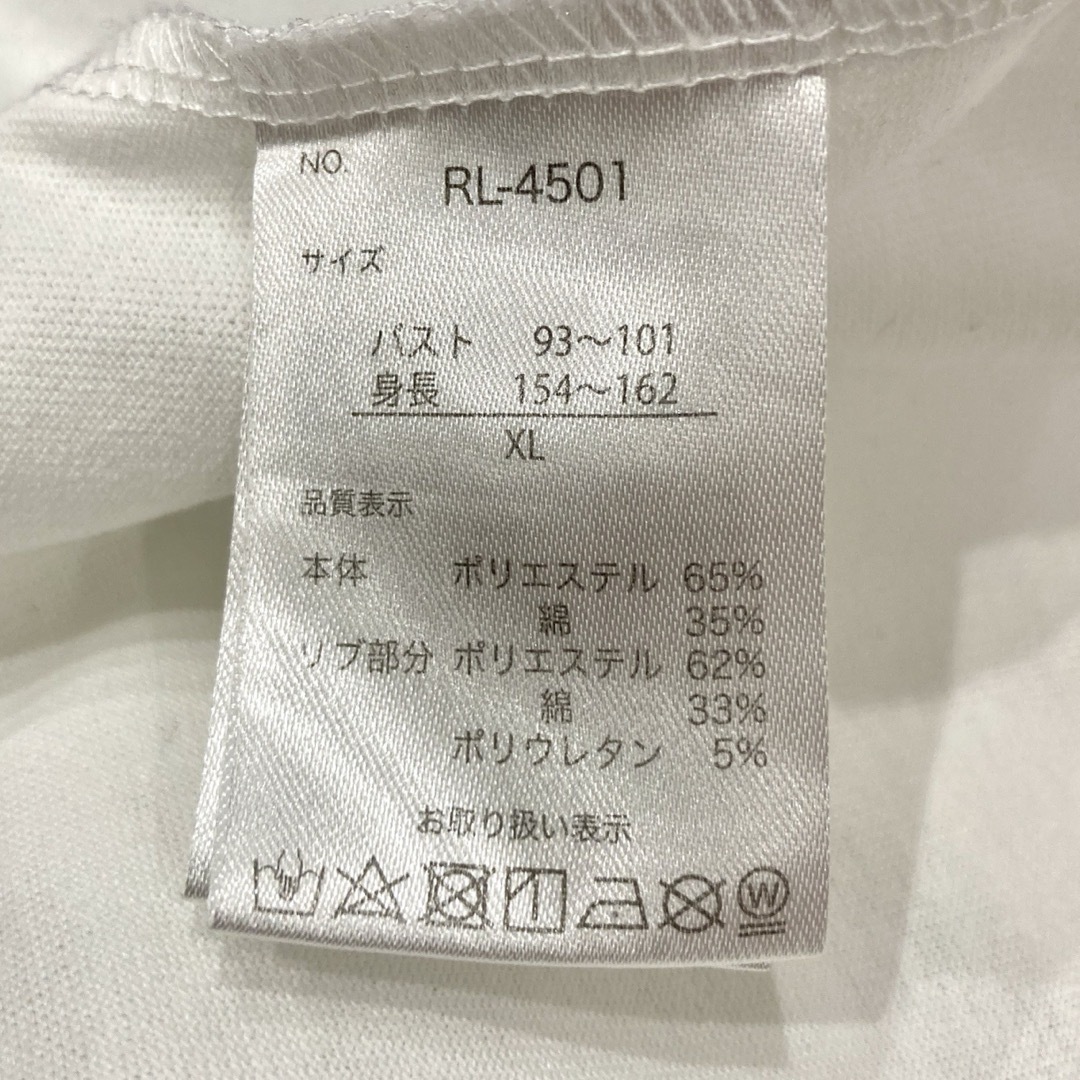 NO. RL-4501
サイズ
バスト 93～101
身長 154～162
XL
品質表示
本体 ポリエステル 65%
綿 35%
リブ部分 ポリエステル 62%
綿 33%
ポリウレタン 5%
お取り扱い表示
W